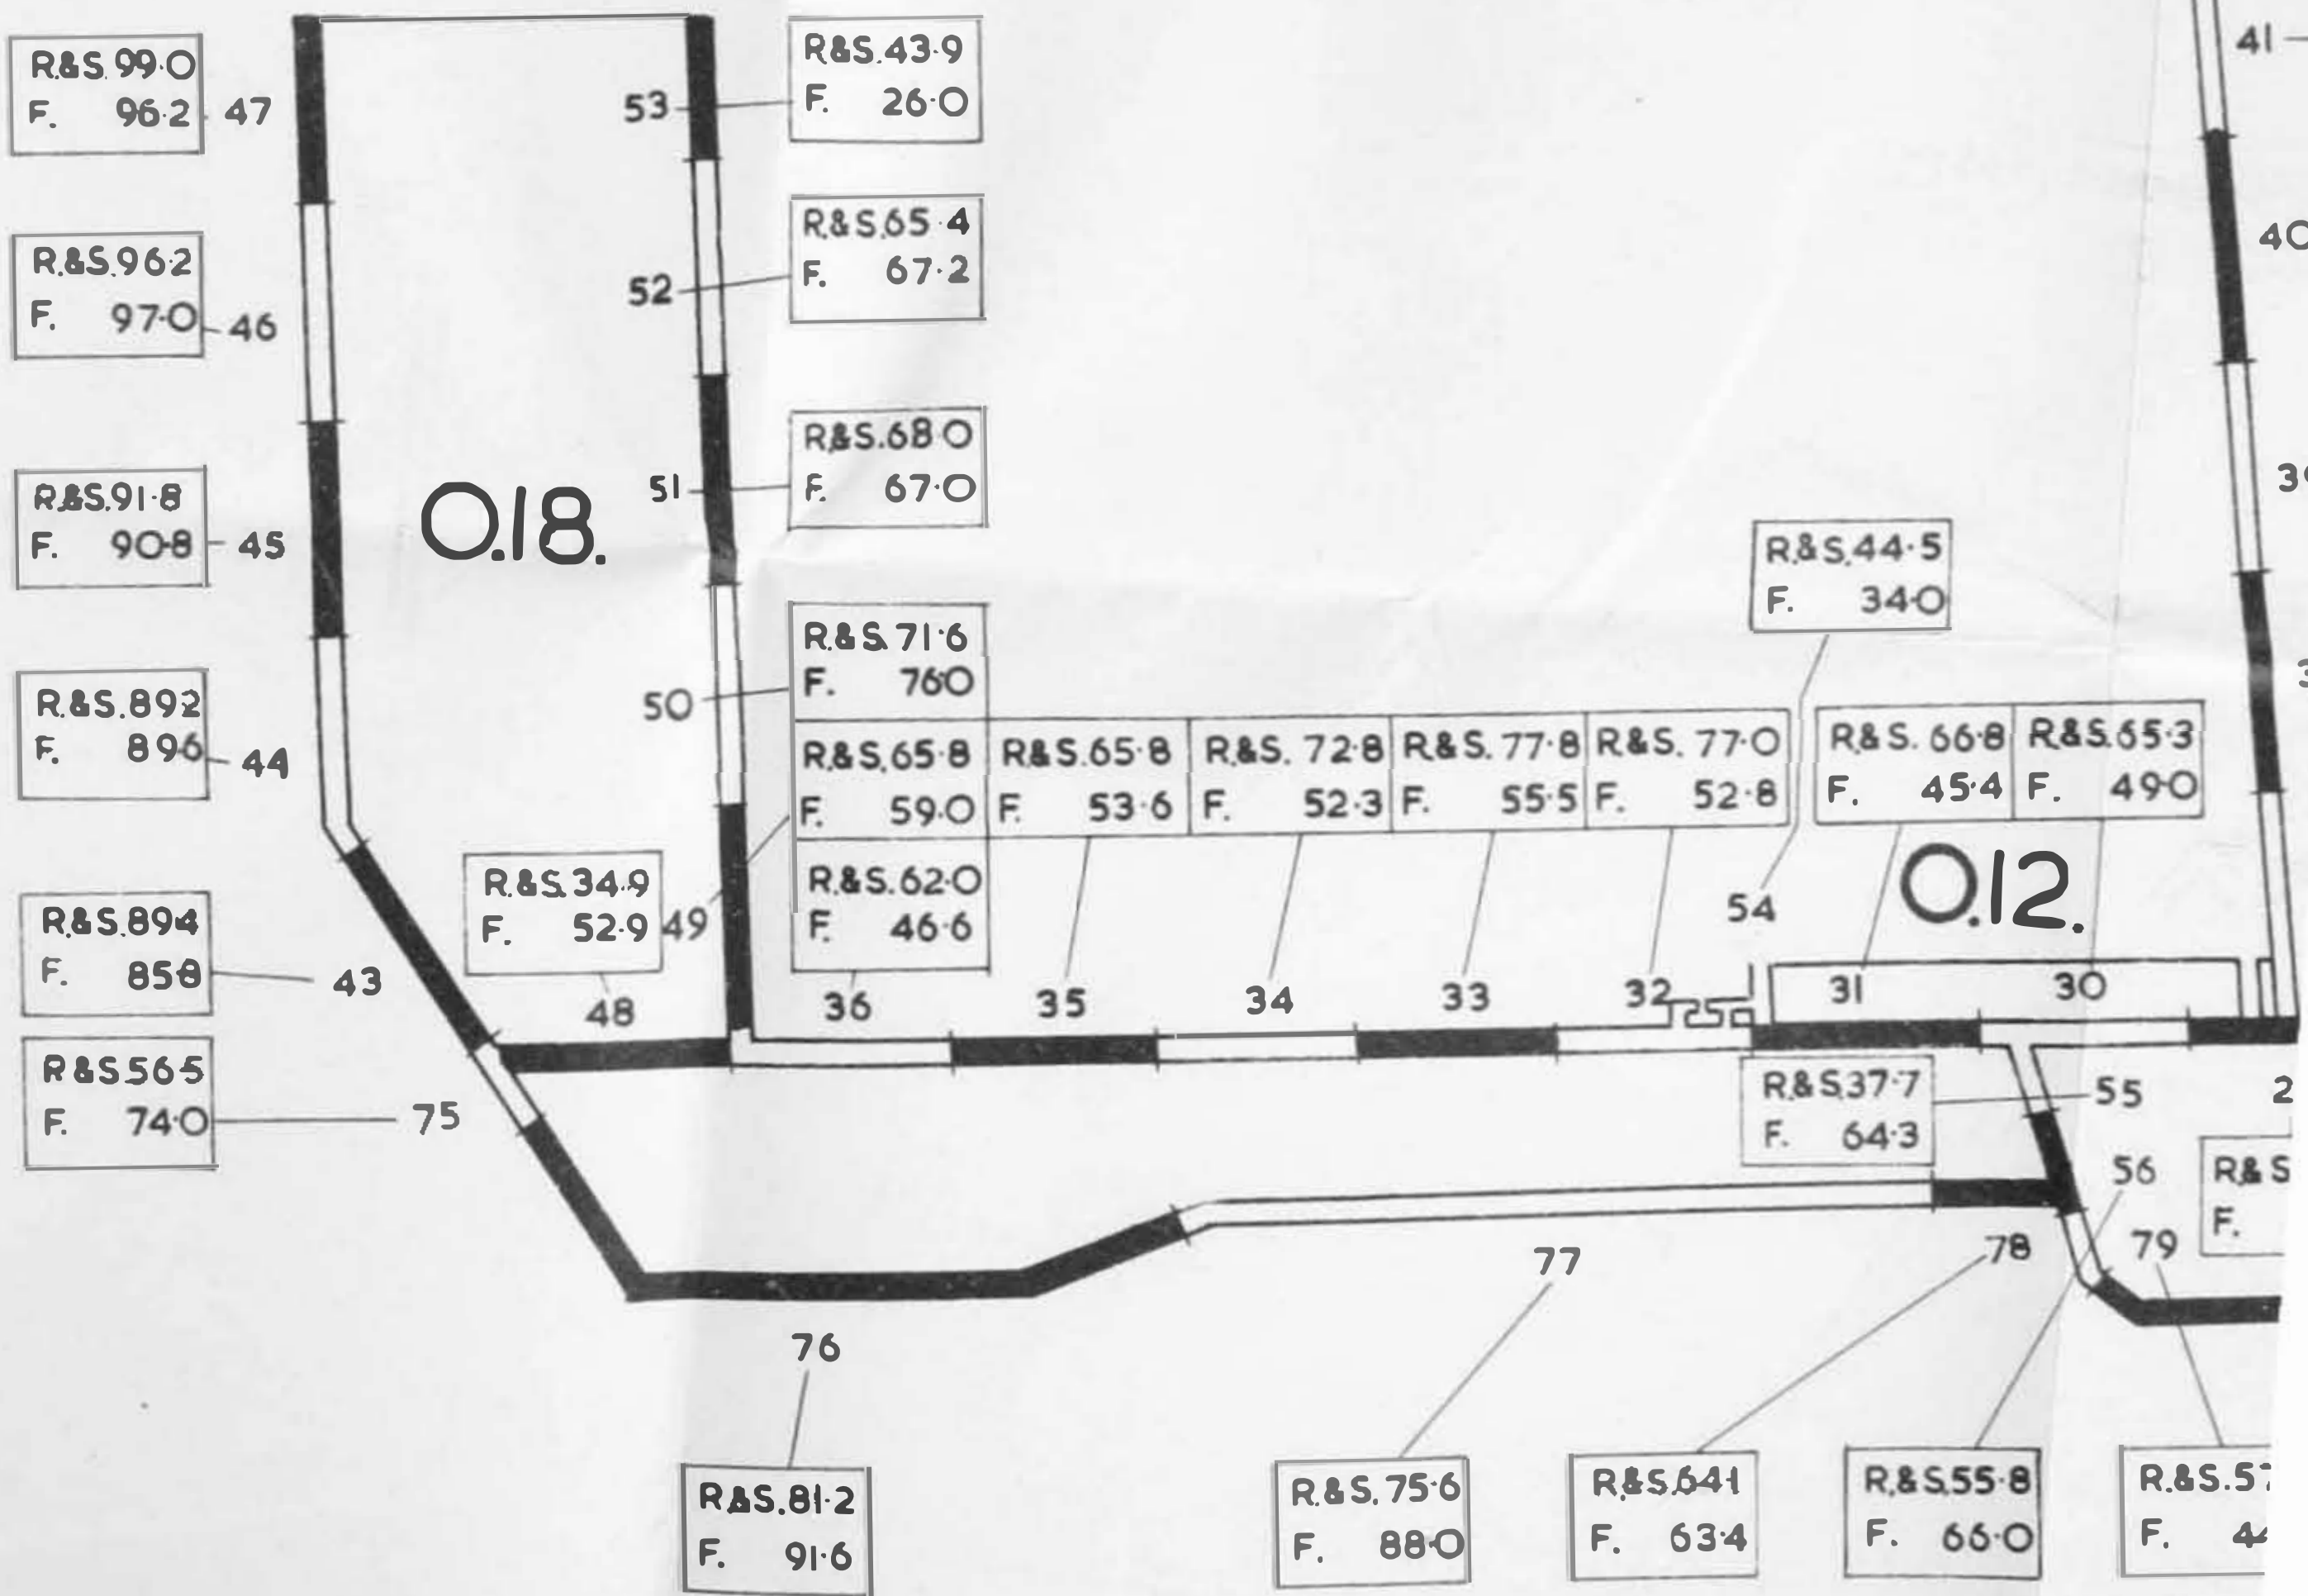 R.&S. 99·0
F. 96·2
47
R.&S. 96·2
F. 97·0
46
R.&S. 91·8
F. 90·8
45
R.&S. 89·2
F. 89·6
44
R.&S. 89·4
F. 85·8
43
R&S 56·5
F. 74·0
75
O.18.
53
R&S. 43·9
F. 26·0
52
R.&S. 65·4
F. 67·2
51
R.&S. 68·0
F. 67·0
50
R.&S. 71·6
F. 76·0
49
R&S. 65·8
F. 59·0
R&S. 65·8
F. 53·6
R.&S. 72·8
F. 52·3
R&S. 77·8
F. 55·5
R&S. 77·0
F. 52·8
R.&S. 34·9
F. 52·9
48
R.&S. 62·0
F. 46·6
36
35
34
33
32
R.&S. 44·5
F. 34·0
54
R&S. 66·8
F. 45·4
R.&S. 65·3
F. 49·0
O.12.
31
30
41
40
R.&S. 37·7
F. 64·3
55
56
R&S
F.
76
77
78
79
R&S. 81·2
F. 91·6
R.&S. 75·6
F. 88·0
R.&S. 64·1
F. 63·4
R.&S. 55·8
F. 66·0
R.&S. 57
F. 44